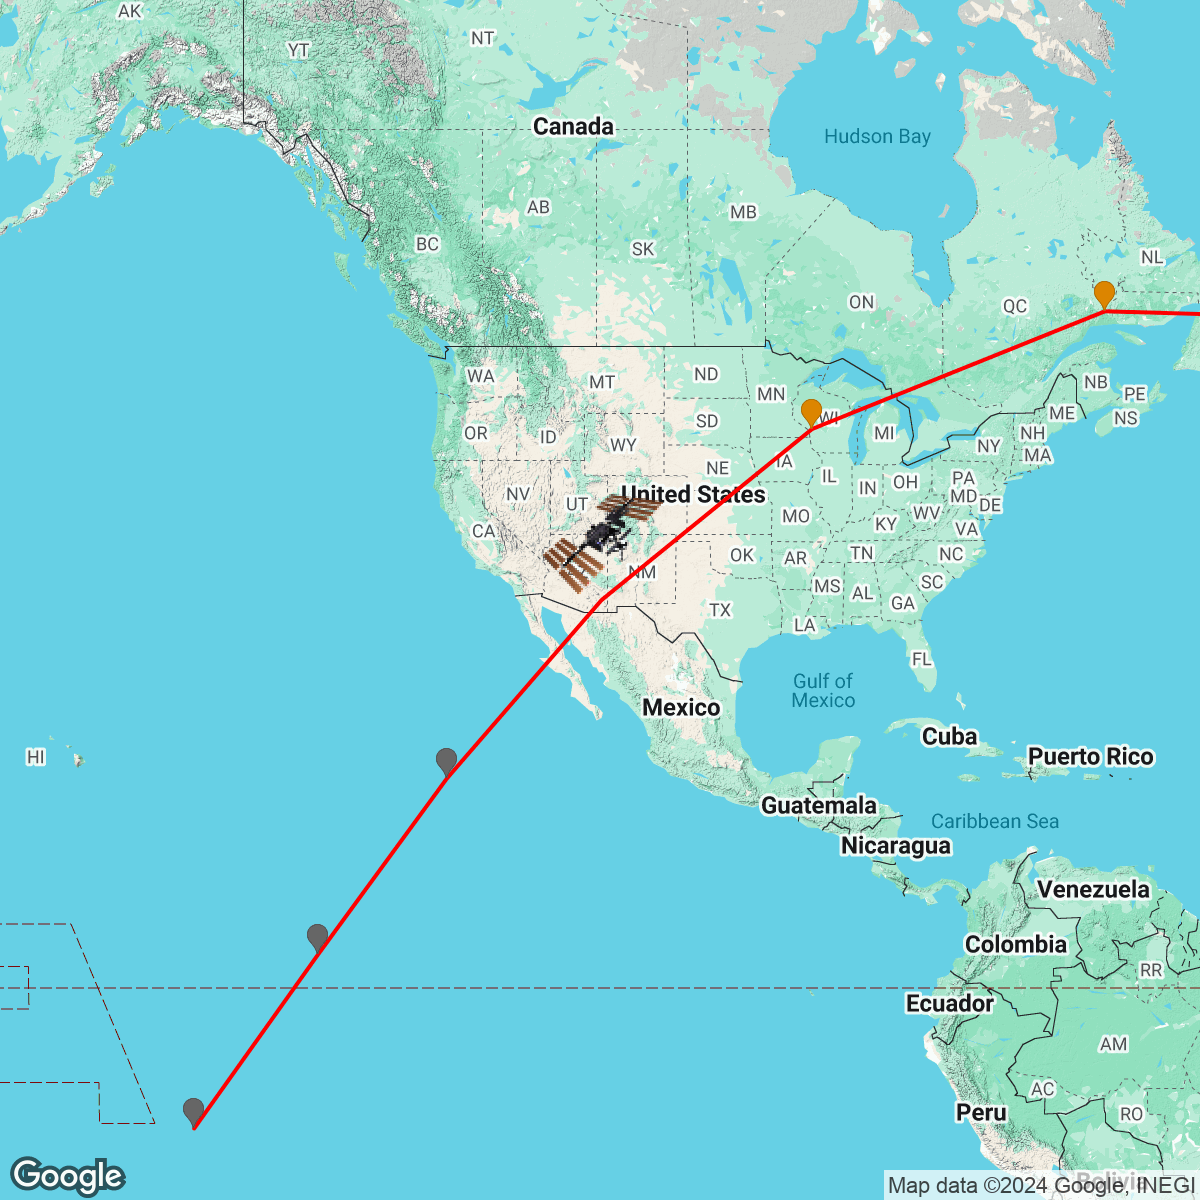 AK
YT
NT
Canada
Hudson Bay
AB
MB
BC
SK
NL
ON
QC
WA
MT
ND
MN
NB
PE
OR
ID
WY
SD
WI
MI
ME
NS
NH
NY
MA
NV
UT
NE
IA
IL
IN
OH
PA
MD
DE
United States
CA
MO
KY
WV
VA
NM
OK
AR
TN
NC
MS
AL
SC
GA
TX
LA
FL
Gulf of
Mexico
Mexico
HI
Cuba
Puerto Rico
Guatemala
Caribbean Sea
Nicaragua
Venezuela
Colombia
RR
Ecuador
AM
AC
Peru
RO
Bolivia
Google
Map data ©2024 Google, INEGI